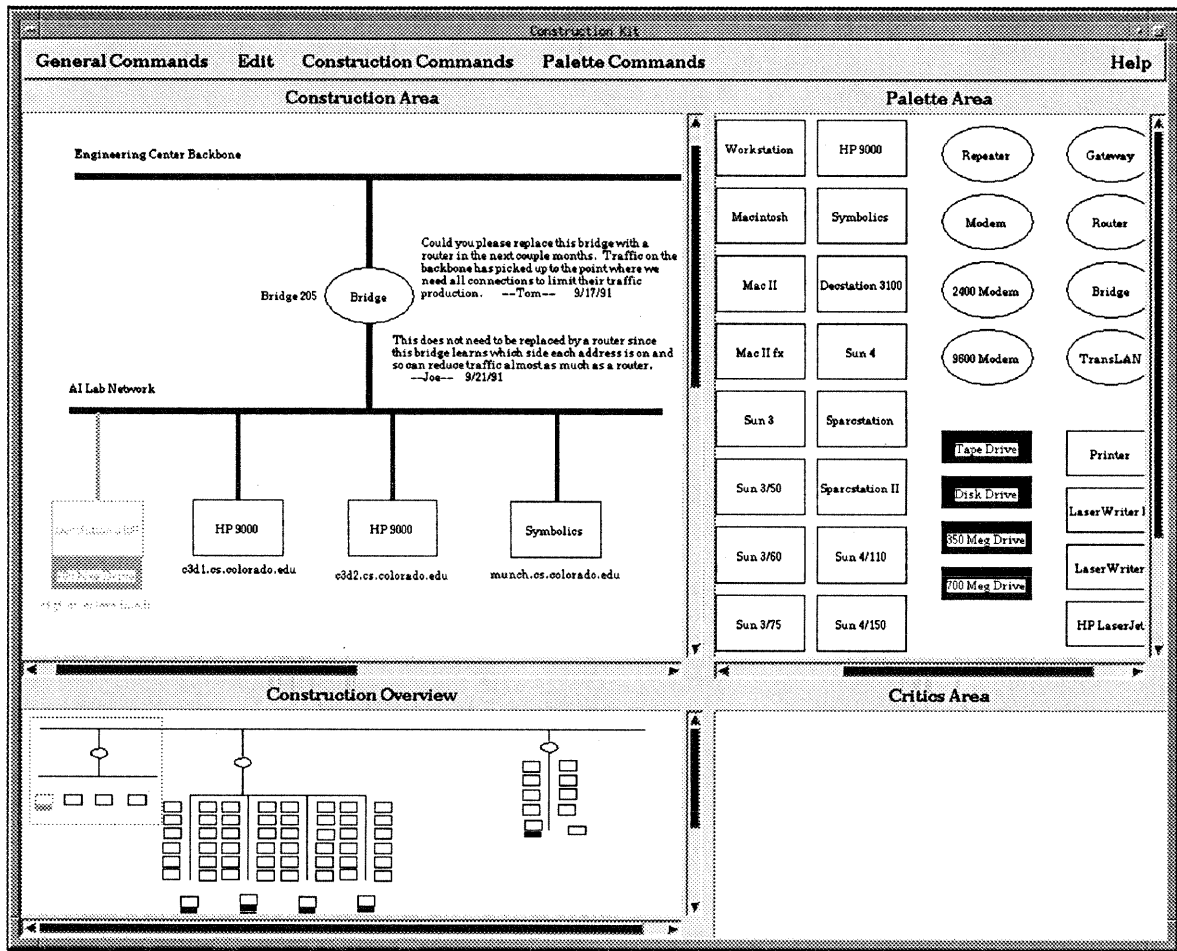 Construction Kit
General Commands Edit Construction Commands Palette Commands Help
Construction Area
Engineering Center Backbone
Could you please replace this bridge with a
router in the next couple months. Traffic on the
backbone has picked up to the point where we
need all connections to limit their traffic
production. --Tom-- 9/17/91
Bridge 205
Bridge
This does not need to be replaced by a router since
this bridge learns which side each address is on and
so can reduce traffic almost as much as a router.
--Joe-- 9/21/91
AI Lab Network
HP 9000
HP 9000
Symbolics
c3d1.cs.colorado.edu
c3d2.cs.colorado.edu
munch.cs.colorado.edu
Palette Area
Workstation HP 9000 Repeater Gateway
Macintosh Symbolics Modem Router
Mac II Decstation 3100 2400 Modem Bridge
Mac II fx Sun 4 9600 Modem TransLAN
Sun 3 Sparcstation Tape Drive Printer
Sun 3/50 Sparcstation II Disk Drive LaserWriter I
Sun 3/60 Sun 4/110 350 Meg Drive LaserWriter
Sun 3/75 Sun 4/150 700 Meg Drive HP LaserJet
Construction Overview
Critics Area